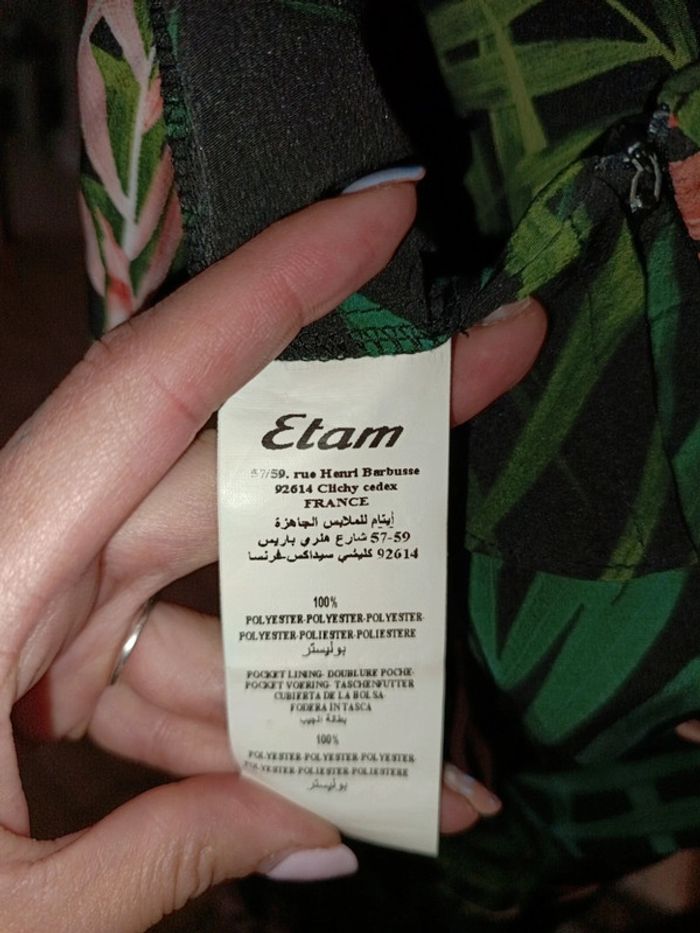 Etam
57/59. rue Henri Barbusse
92614 Clichy cedex
FRANCE
إيتام للملابس الجاهزة
57-59 شارع هنري باريس
92614 كليشي سيداكس-فرنسا
100%
POLYESTER-POLYESTER-POLYESTER-
POLYESTER-POLIESTER-POLIESTERE
بوليستر
POCKET LINING- DOUBLURE POCHE-
POCKET VOERING- TASCHENFUTTER
CUBIERTA DE LA BOLSA
FODERA IN TASCA
بطانة الجيب
100%
POLYESTER-POLYESTER-POLYESTER-
POLYESTER-POLIESTER-POLIESTERE
بوليستر